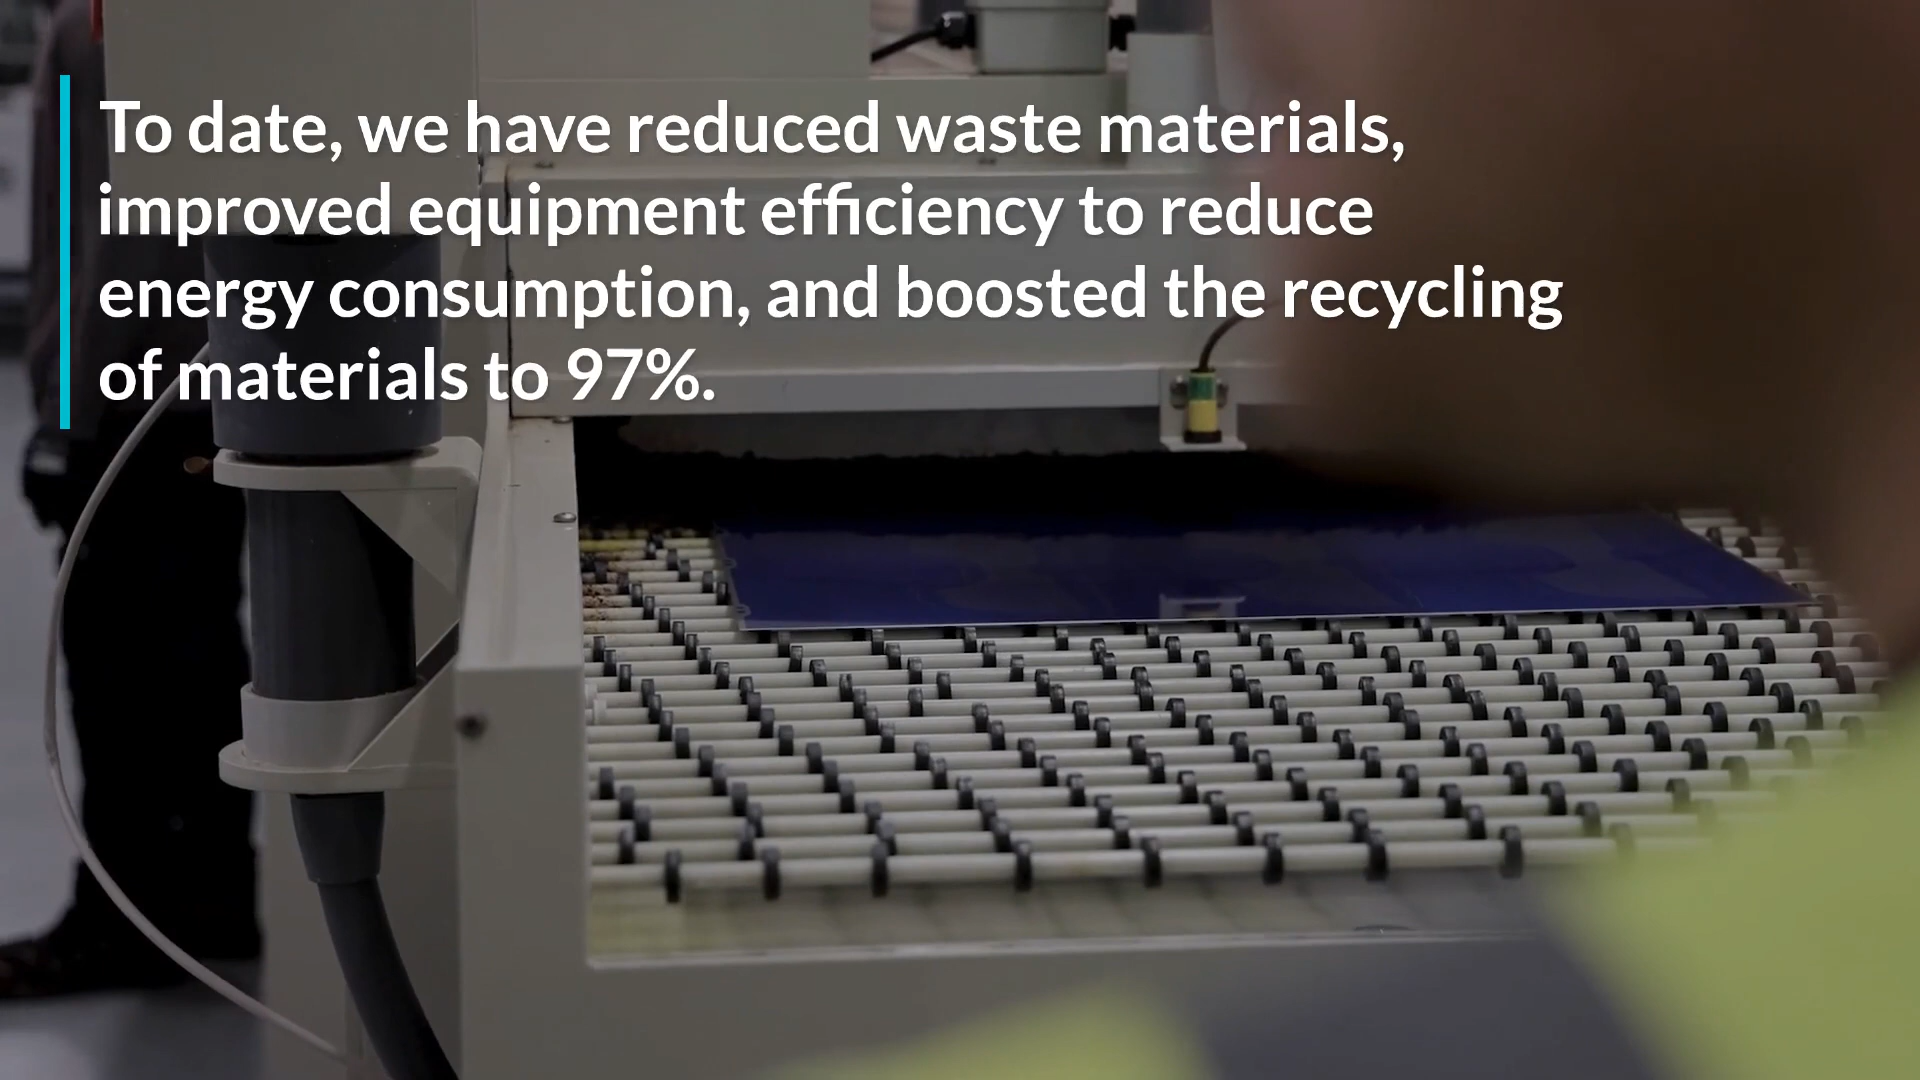 To date, we have reduced waste materials,
improved equipment efficiency to reduce
energy consumption, and boosted the recycling
of materials to 97%.